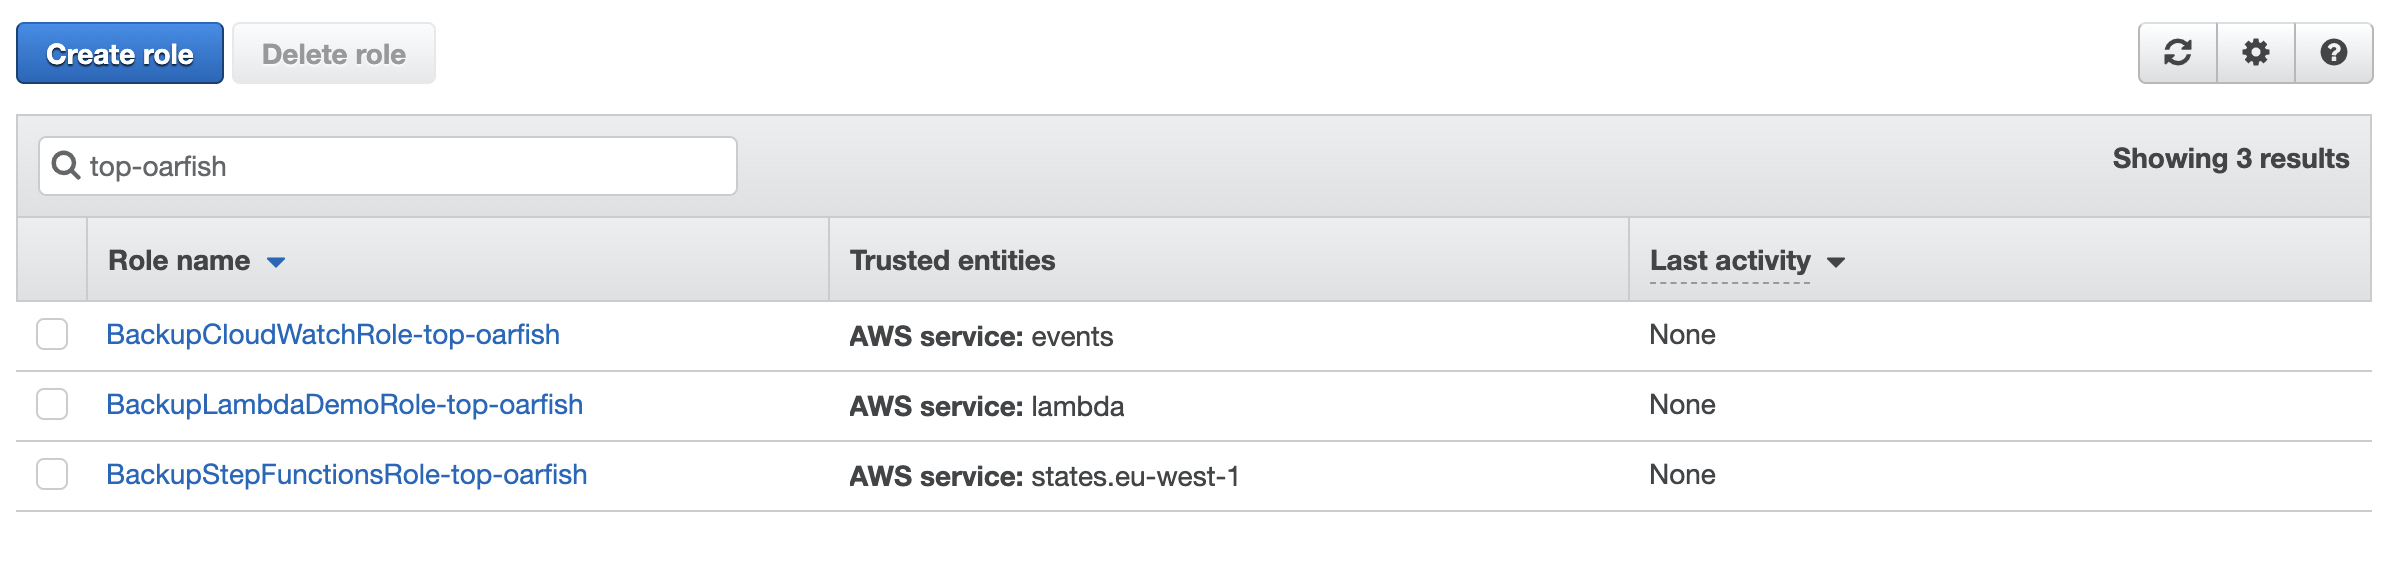 Create role Delete role
top-oarfish Showing 3 results
Role name Trusted entities Last activity
BackupCloudWatchRole-top-oarfish AWS service: events None
BackupLambdaDemoRole-top-oarfish AWS service: lambda None
BackupStepFunctionsRole-top-oarfish AWS service: states.eu-west-1 None